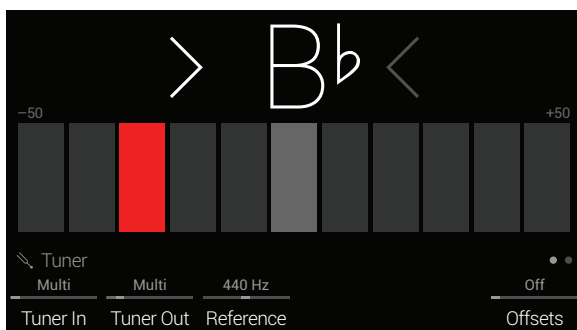 > B♭ <
−50 +50
Tuner
Multi Multi 440 Hz Off
Tuner In Tuner Out Reference Offsets